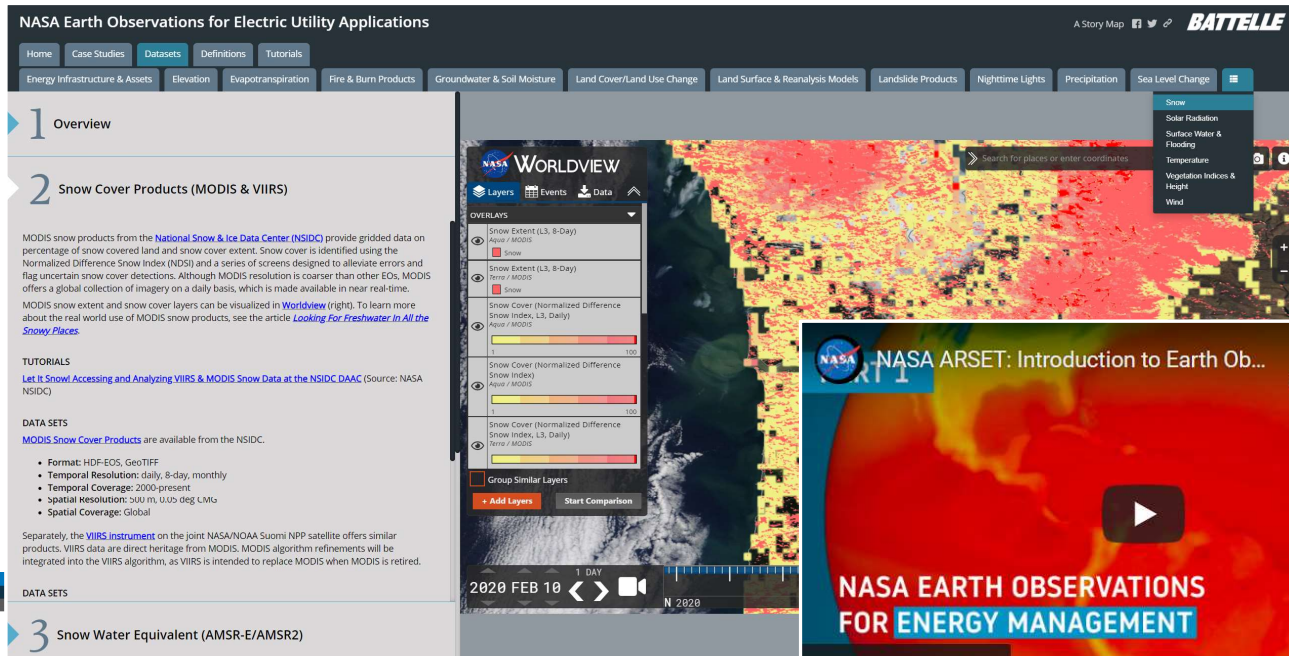 NASA Earth Observations for Electric Utility Applications
A Story Map
BATTELLE
Home Case Studies Datasets Definitions Tutorials
Energy Infrastructure & Assets Elevation Evapotranspiration Fire & Burn Products Groundwater & Soil Moisture Land Cover/Land Use Change Land Surface & Reanalysis Models Landslide Products Nighttime Lights Precipitation Sea Level Change
Snow
Solar Radiation
Surface Water &
Flooding
Temperature
Vegetation Indices &
Height
Wind
1 Overview
2 Snow Cover Products (MODIS & VIIRS)
MODIS snow products from the National Snow & Ice Data Center (NSIDC) provide gridded data on
percentage of snow covered land and snow cover extent. Snow cover is identified using the
Normalized Difference Snow Index (NDSI) and a series of screens designed to alleviate errors and
flag uncertain snow cover detections. Although MODIS resolution is coarser than other EOs, MODIS
offers a global collection of imagery on a daily basis, which is made available in near real-time.
MODIS snow extent and snow cover layers can be visualized in Worldview (right). To learn more
about the real world use of MODIS snow products, see the article Looking For Freshwater In All the
Snowy Places.
TUTORIALS
Let It Snow! Accessing and Analyzing VIIRS & MODIS Snow Data at the NSIDC DAAC (Source: NASA
NSIDC)
DATA SETS
MODIS Snow Cover Products are available from the NSIDC.
• Format: HDF-EOS, GeoTIFF
• Temporal Resolution: daily, 8-day, monthly
• Temporal Coverage: 2000-present
• Spatial Resolution: 500 m, 0.05 deg CMG
• Spatial Coverage: Global
Separately, the VIIRS instrument on the joint NASA/NOAA Suomi NPP satellite offers similar
products. VIIRS data are direct heritage from MODIS. MODIS algorithm refinements will be
integrated into the VIIRS algorithm, as VIIRS is intended to replace MODIS when MODIS is retired.
DATA SETS
3 Snow Water Equivalent (AMSR-E/AMSR2)
NASA WORLDVIEW
Layers Events Data
Search for places or enter coordinates
OVERLAYS
Snow Extent (L3, 8-Day)
Aqua / MODIS
Snow
Snow Extent (L3, 8-Day)
Terra / MODIS
Snow
Snow Cover (Normalized Difference
Snow Index, L3, Daily)
Aqua / MODIS
1 100
Snow Cover (Normalized Difference
Snow Index)
Aqua / MODIS
1 100
Snow Cover (Normalized Difference
Snow Index, L3, Daily)
Terra / MODIS
Group Similar Layers
+ Add Layers Start Comparison
1 DAY
2020 FEB 10
N 2020
NASA
NASA ARSET: Introduction to Earth Ob...
PART 1
NASA EARTH OBSERVATIONS
FOR ENERGY MANAGEMENT